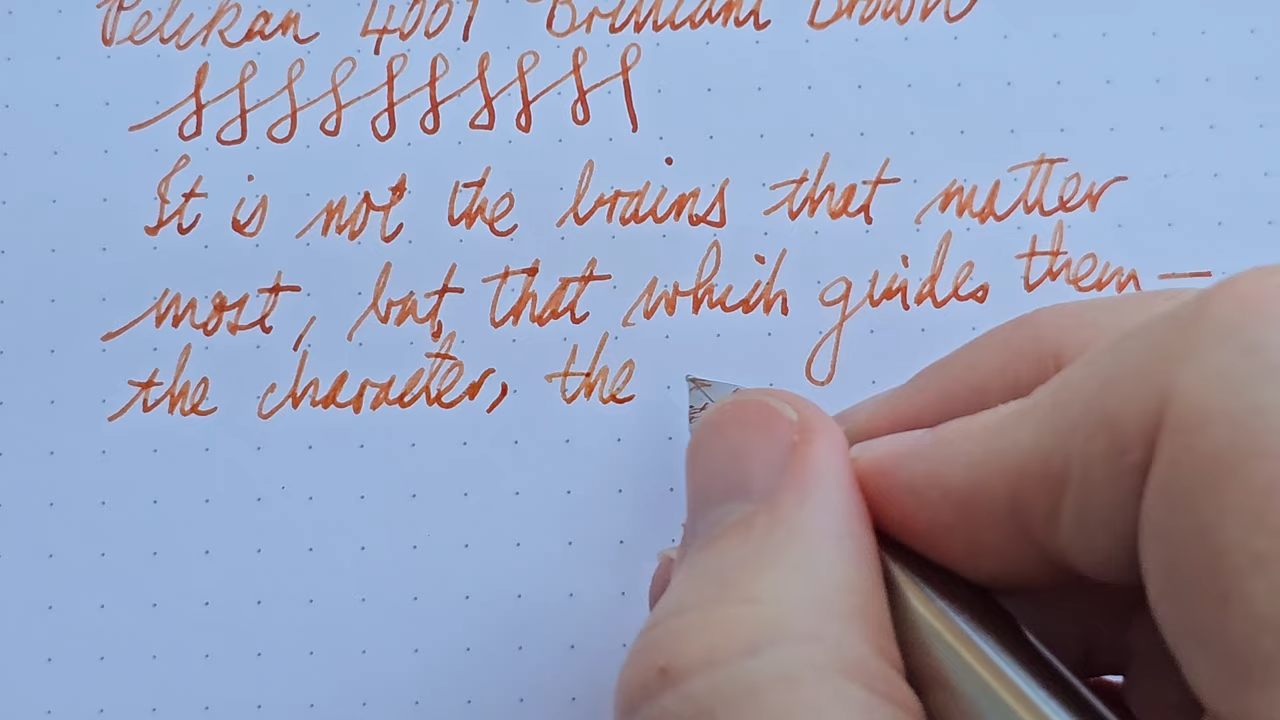 Pelikan 4001 Brilliant Brown
It is not the brains that matter
most, but that which guides them—
the character, the